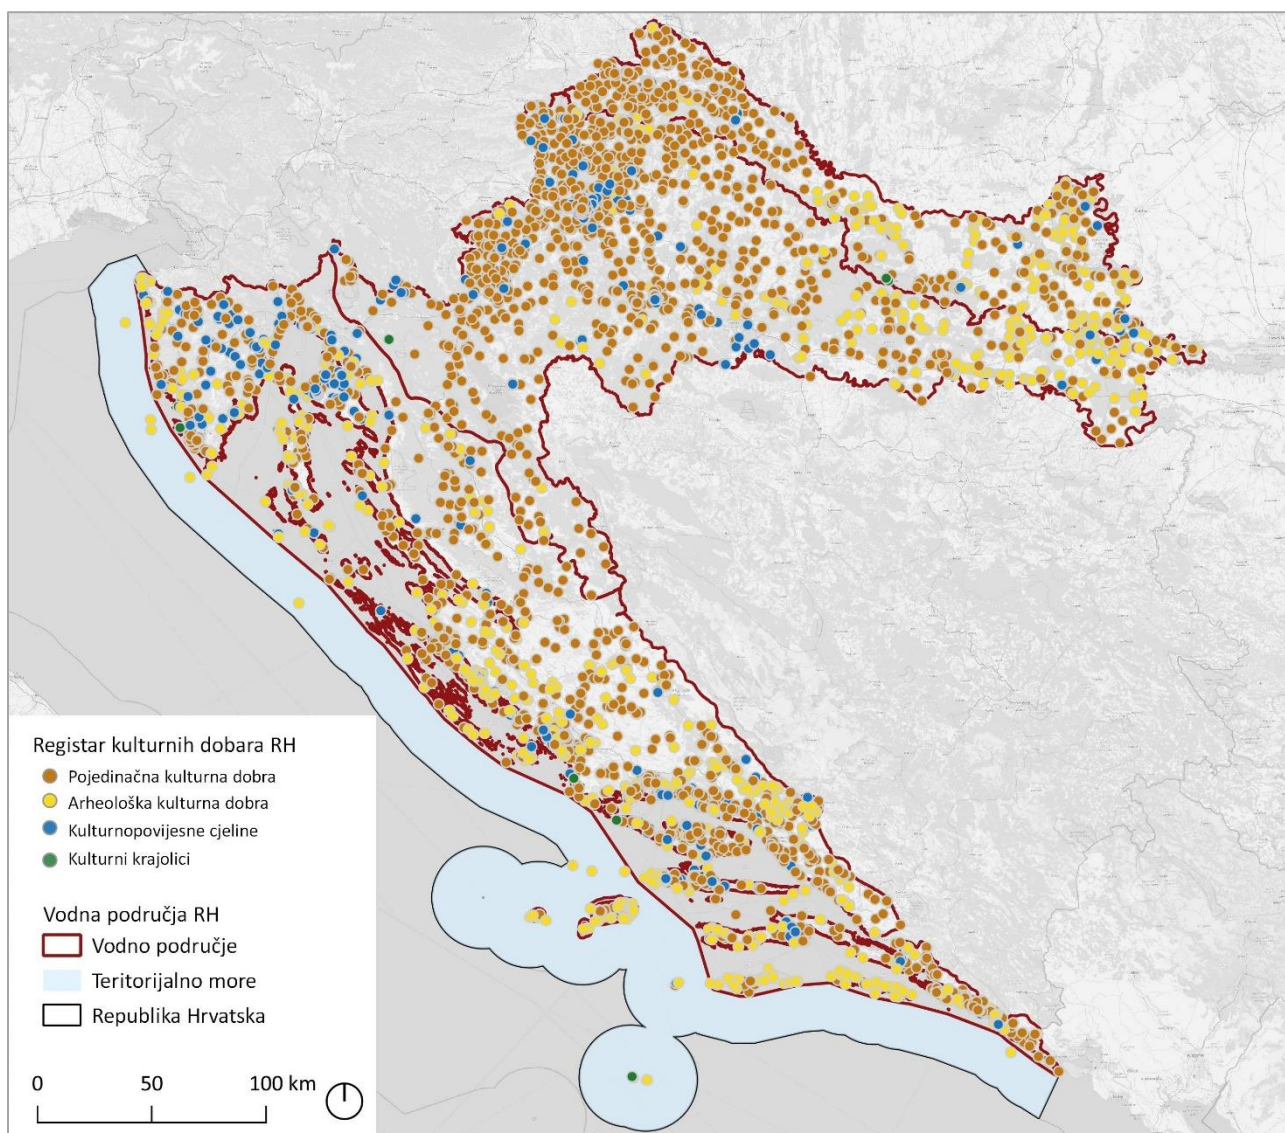 Registar kulturnih dobara RH
Pojedinačna kulturna dobra
Arheološka kulturna dobra
Kulturnopovijesne cjeline
Kulturni krajolici
Vodna područja RH
Vodno područje
Teritorijalno more
Republika Hrvatska
0 50 100 km